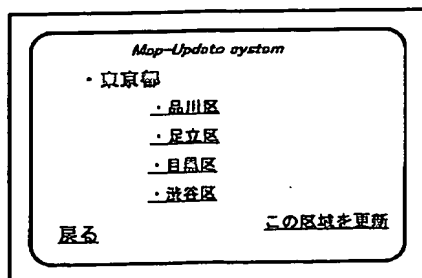 Map-Update system
・東京都
・品川区
・足立区
・目黒区
・渋谷区
戻る
この区域を更新